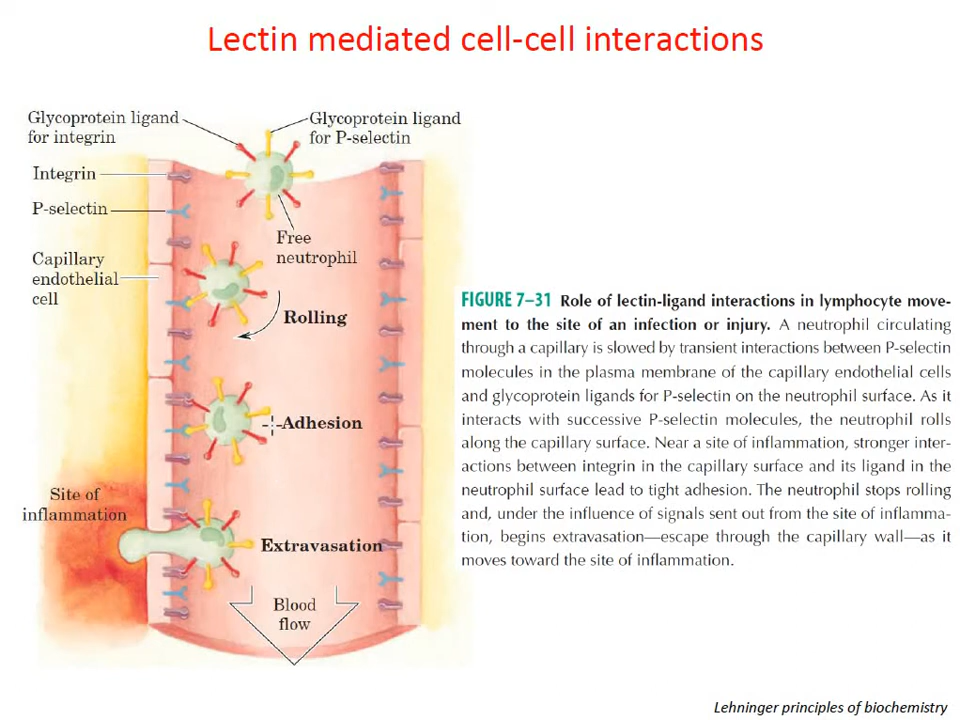 Lectin mediated cell-cell interactions
Glycoprotein ligand
for integrin
Glycoprotein ligand
for P-selectin
Integrin
P-selectin
Free
neutrophil
Capillary
endothelial
cell
Rolling
Adhesion
Site of
inflammation
Extravasation
Blood
flow
FIGURE 7–31 Role of lectin-ligand interactions in lymphocyte move-
ment to the site of an infection or injury. A neutrophil circulating
through a capillary is slowed by transient interactions between P-selectin
molecules in the plasma membrane of the capillary endothelial cells
and glycoprotein ligands for P-selectin on the neutrophil surface. As it
interacts with successive P-selectin molecules, the neutrophil rolls
along the capillary surface. Near a site of inflammation, stronger inter-
actions between integrin in the capillary surface and its ligand in the
neutrophil surface lead to tight adhesion. The neutrophil stops rolling
and, under the influence of signals sent out from the site of inflamma-
tion, begins extravasation—escape through the capillary wall—as it
moves toward the site of inflammation.
Lehninger principles of biochemistry